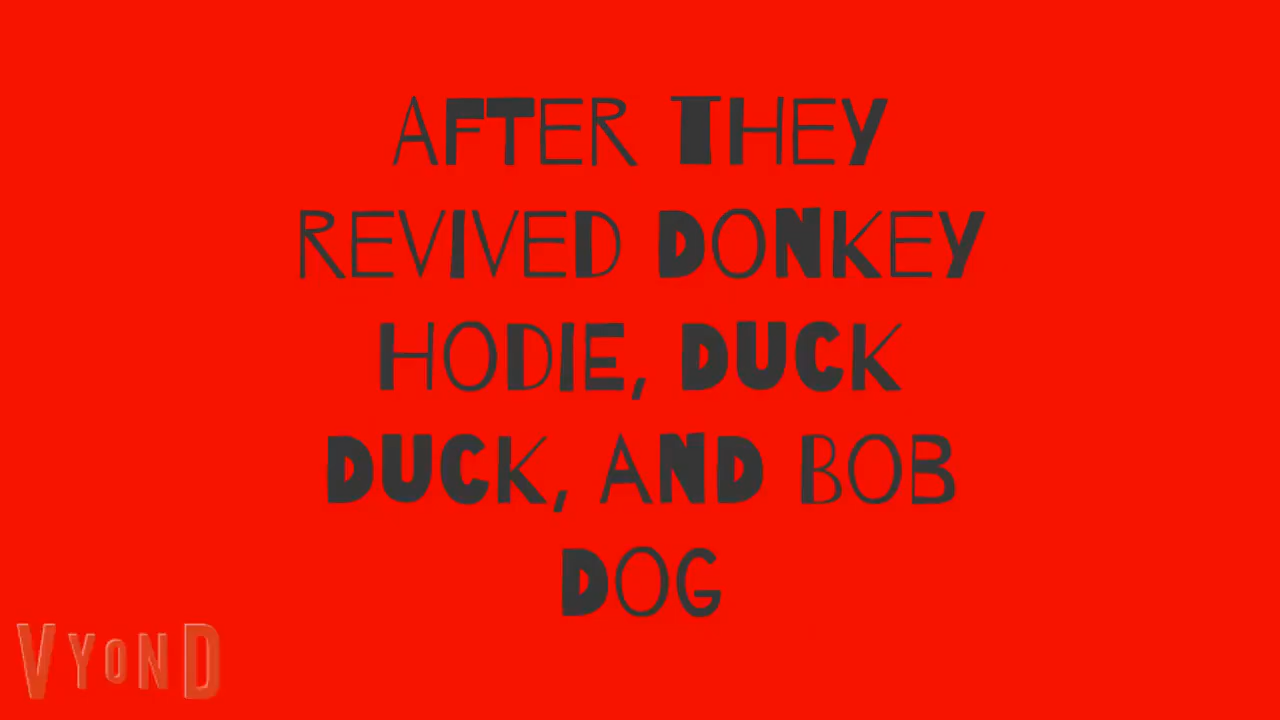 AFTER THEY
REVIVED DONKEY
HODIE, DUCK
DUCK, AND BOB
DOG
VYOND